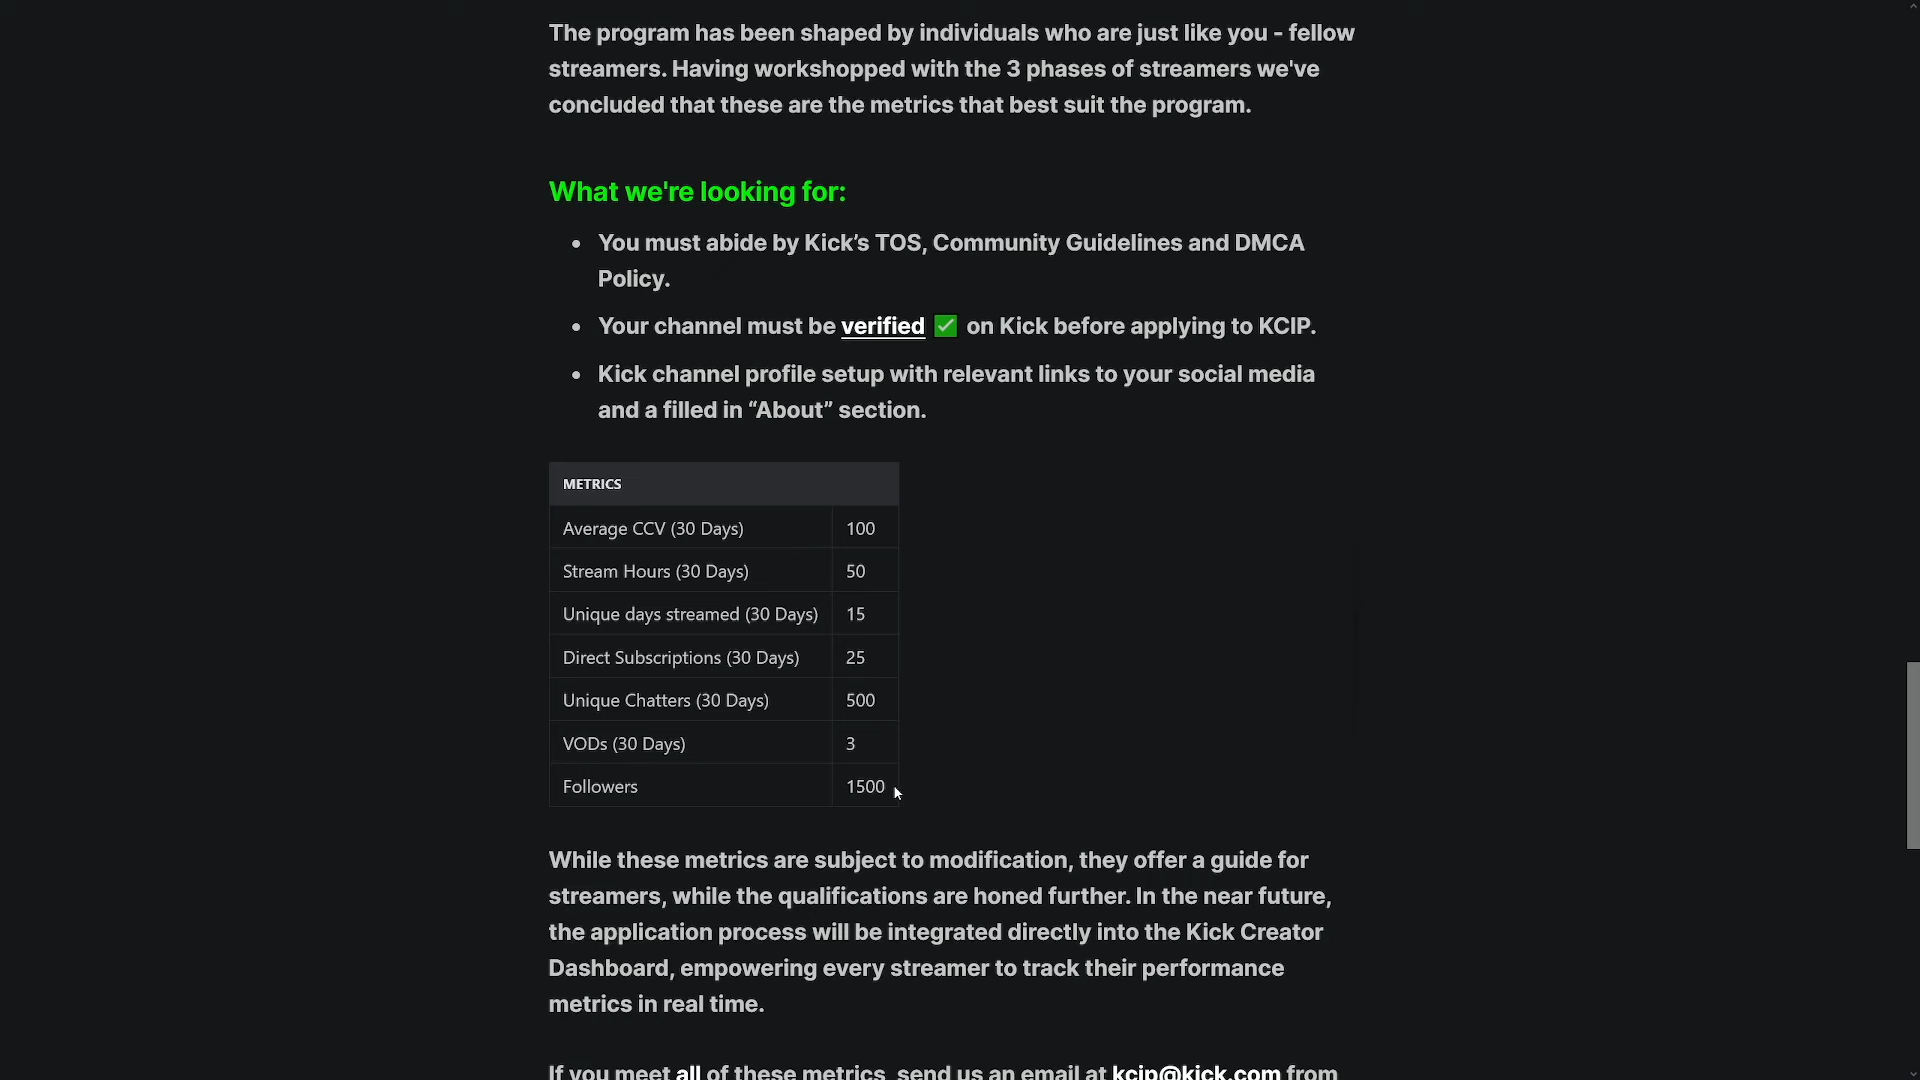 The program has been shaped by individuals who are just like you - fellow
streamers. Having workshopped with the 3 phases of streamers we've
concluded that these are the metrics that best suit the program.
What we're looking for:
• You must abide by Kick’s TOS, Community Guidelines and DMCA
Policy.
• Your channel must be verified ✅ on Kick before applying to KCIP.
• Kick channel profile setup with relevant links to your social media
and a filled in “About” section.
METRICS
Average CCV (30 Days) 100
Stream Hours (30 Days) 50
Unique days streamed (30 Days) 15
Direct Subscriptions (30 Days) 25
Unique Chatters (30 Days) 500
VODs (30 Days) 3
Followers 1500
While these metrics are subject to modification, they offer a guide for
streamers, while the qualifications are honed further. In the near future,
the application process will be integrated directly into the Kick Creator
Dashboard, empowering every streamer to track their performance
metrics in real time.
If you meet all of these metrics, send us an email at kcip@kick.com from